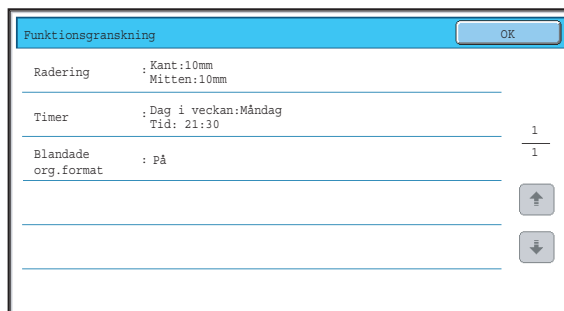 Funktionsgranskning
OK
Radering : Kant:10mm
Mitten:10mm
Timer : Dag i veckan:Måndag
Tid: 21:30
Blandade
org.format : På
1
1